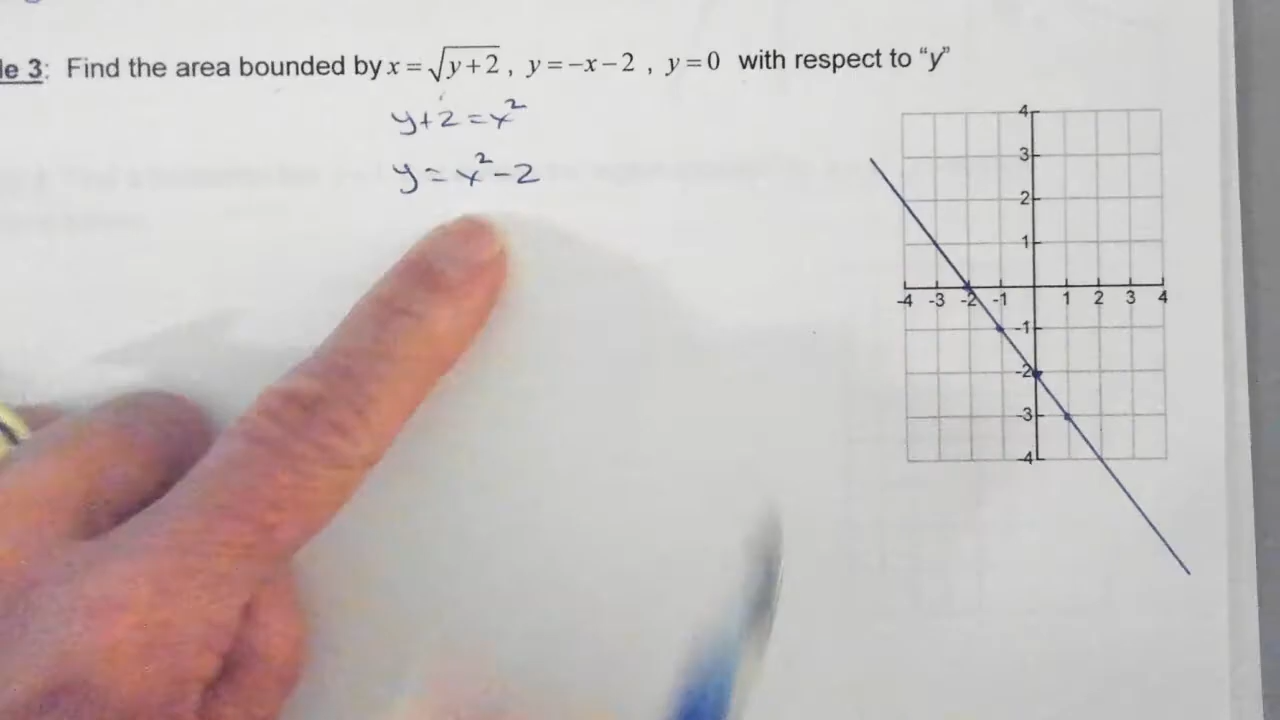 le 3: Find the area bounded by x = √(y+2) , y = −x − 2 , y = 0 with respect to “y”
y+2 = x²
y = x² − 2
4
3
2
1
-4 -3 -2 -1 1 2 3 4
-1
-2
-3
-4